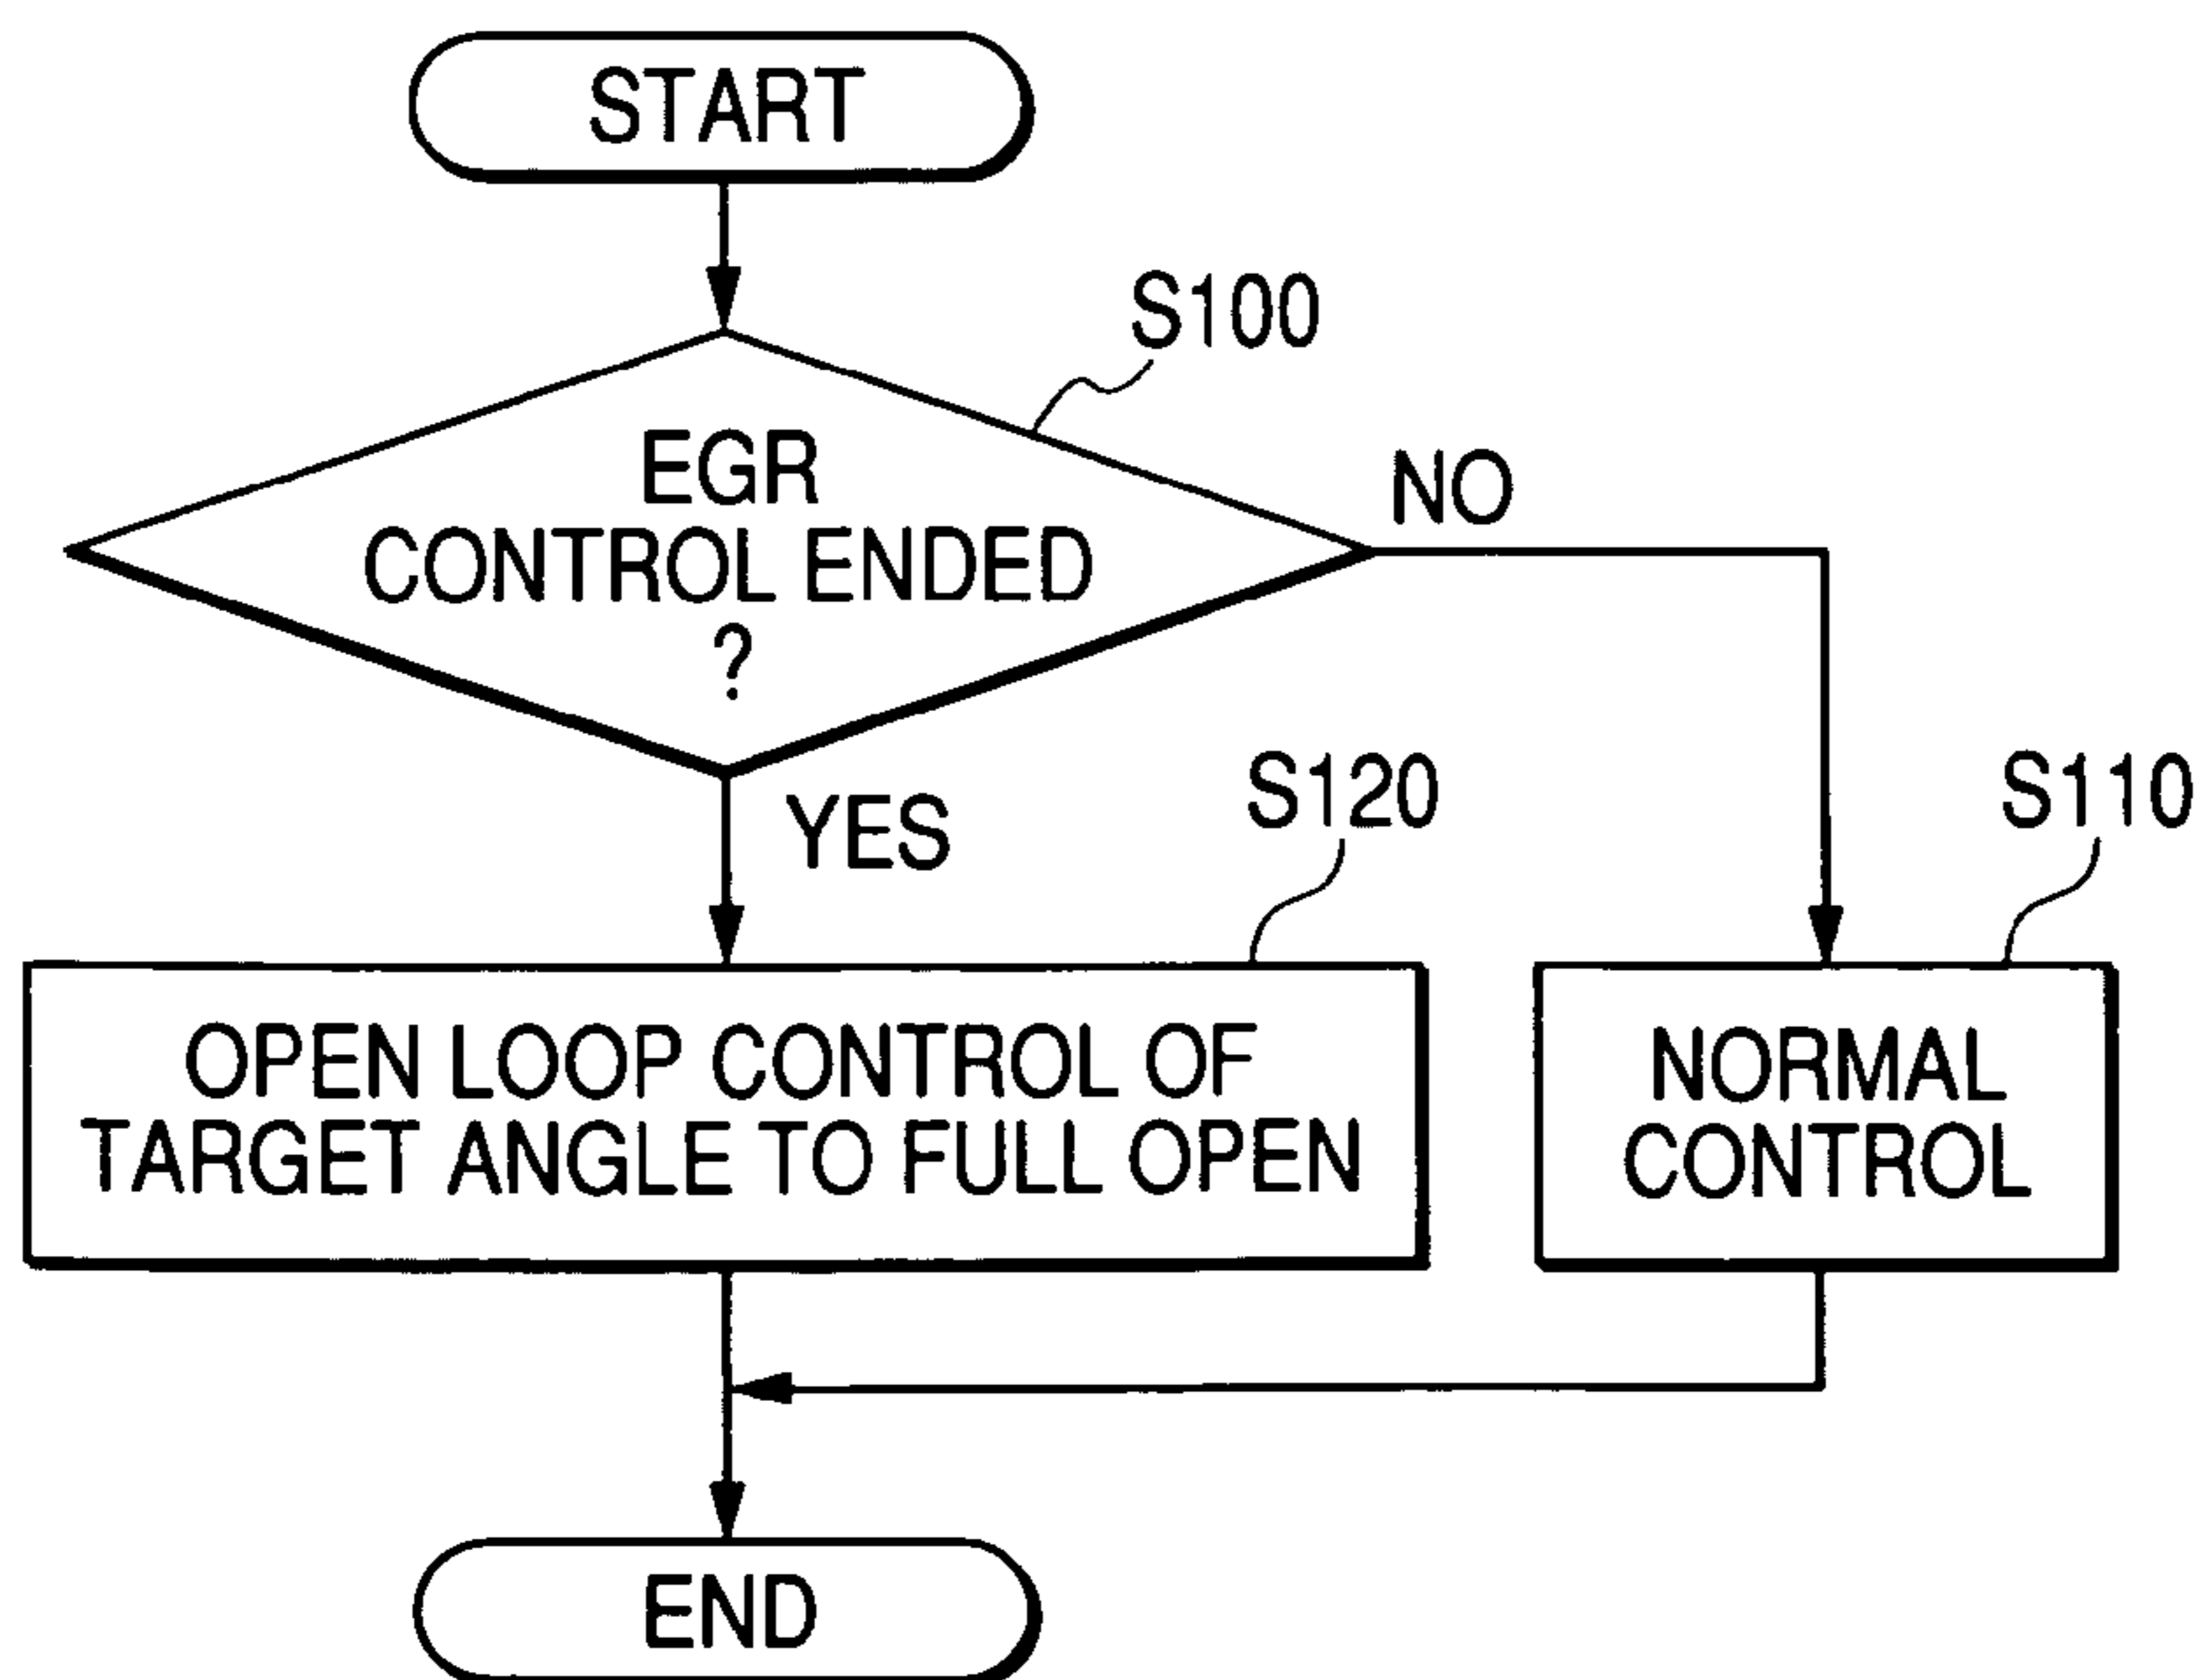 START
S100
EGR
CONTROL ENDED
?
NO
YES
S120
S110
OPEN LOOP CONTROL OF
TARGET ANGLE TO FULL OPEN
NORMAL
CONTROL
END